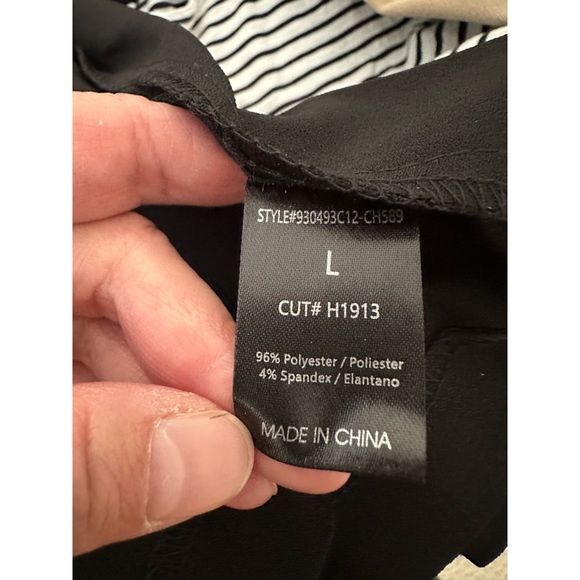 STYLE#930493C12-CH589
L
CUT# H1913
96% Polyester / Poliester
4% Spandex / Elantano
MADE IN CHINA